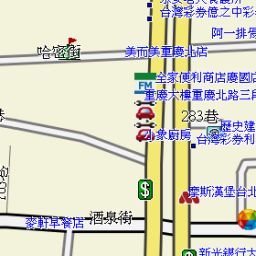 台灣彩券億之中彩
阿一排骨
哈密街
美而美重慶北店
全家便利商店慶國店
FM
重慶大樓重慶北路三段
283巷
小象廚房
歷史建
台灣彩券利
$
摩斯漢堡台北
酒泉街
$
麥軒早餐店
新光銀行大